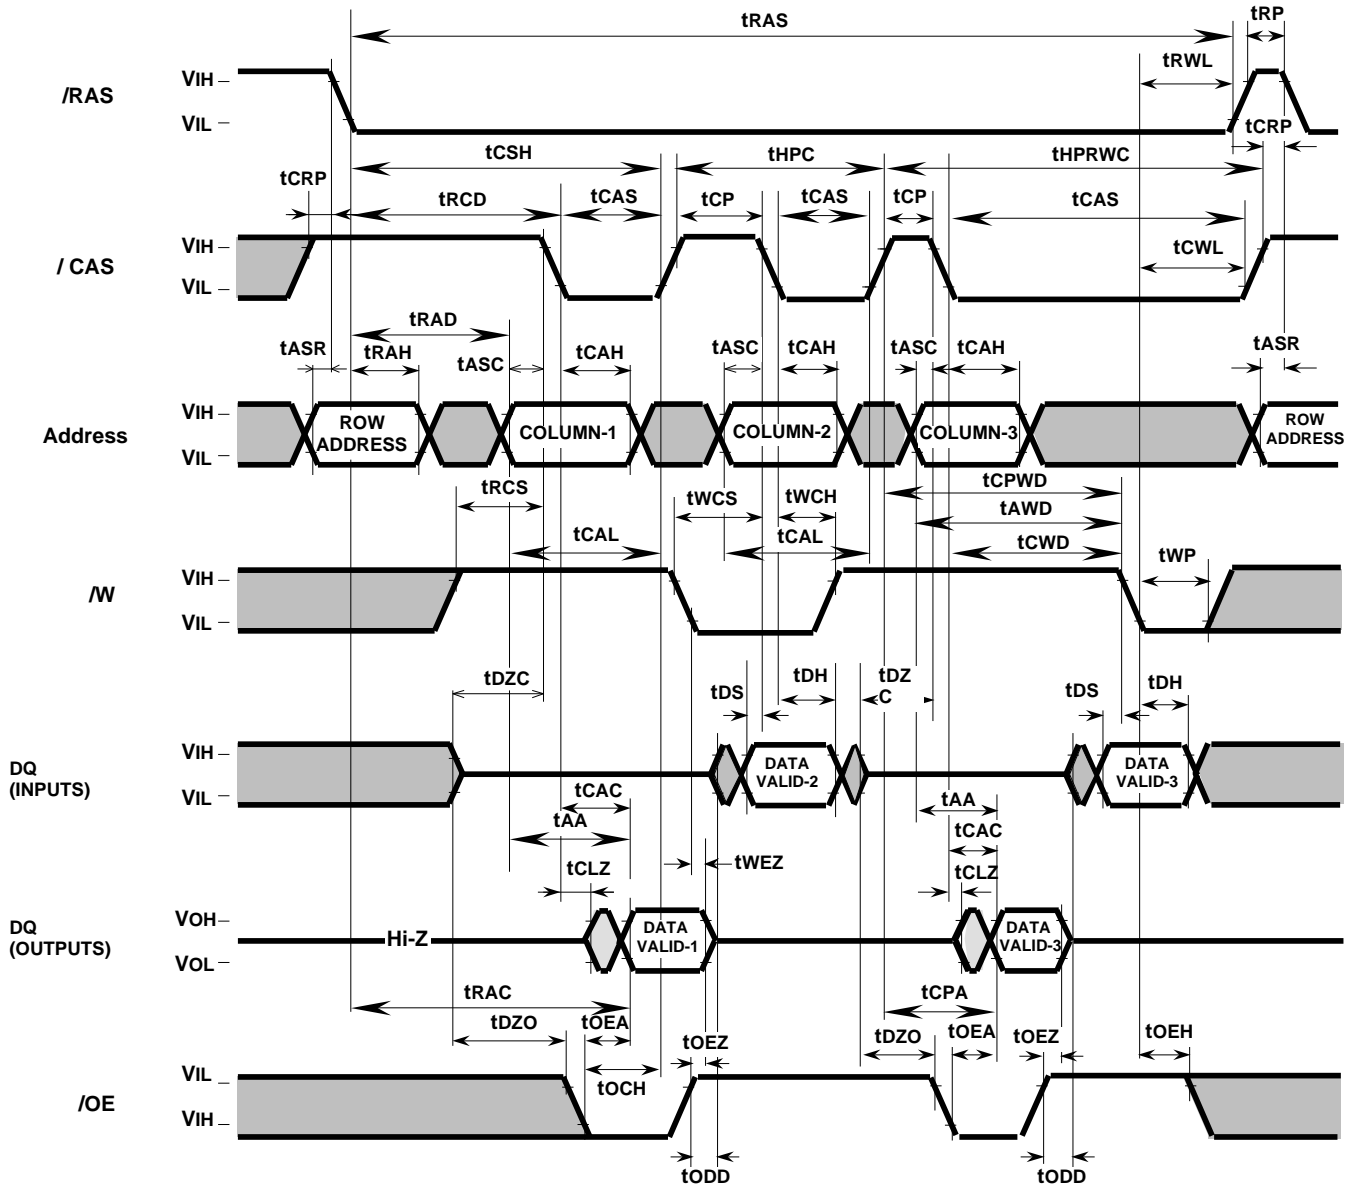 tRAS
tRP
tRWL
/RAS
VIH
VIL
tCRP
tCSH
tHPC
tHPRWC
tCRP
tRCD
tCAS
tCP
tCAS
tCP
tCAS
/ CAS
VIH
VIL
tCWL
tRAD
tASR
tRAH
tASC
tCAH
tASC
tCAH
tASC
tCAH
tASR
Address
VIH
VIL
ROW
ADDRESS
COLUMN-1
COLUMN-2
COLUMN-3
ROW
ADDRESS
tRCS
tWCS
tWCH
tCPWD
tAWD
tCAL
tCAL
tCWD
tWP
/W
VIH
VIL
tDZC
tDS
tDH
tDZ
C
tDS
tDH
DQ
(INPUTS)
VIH
VIL
DATA
VALID-2
DATA
VALID-3
tCAC
tAA
tAA
tCAC
tCLZ
tWEZ
tCLZ
DQ
(OUTPUTS)
VOH
VOL
Hi-Z
DATA
VALID-1
DATA
VALID-3
tRAC
tCPA
tDZO
tOEA
tOEZ
tDZO
tOEA
tOEZ
tOEH
tOCH
/OE
VIL
VIH
tODD
tODD